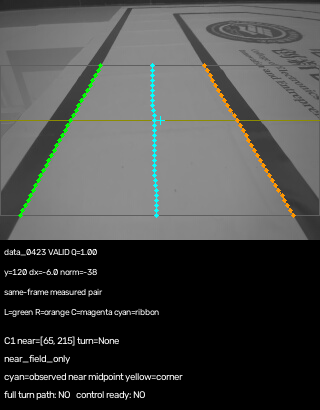 data_0423 VALID Q=1.00
y=120 dx=-6.0 norm=-38
same-frame measured pair
L=green R=orange C=magenta cyan=ribbon
C1 near=[65, 215] turn=None
near_field_only
cyan=observed near midpoint yellow=corner
full turn path: NO control ready: NO